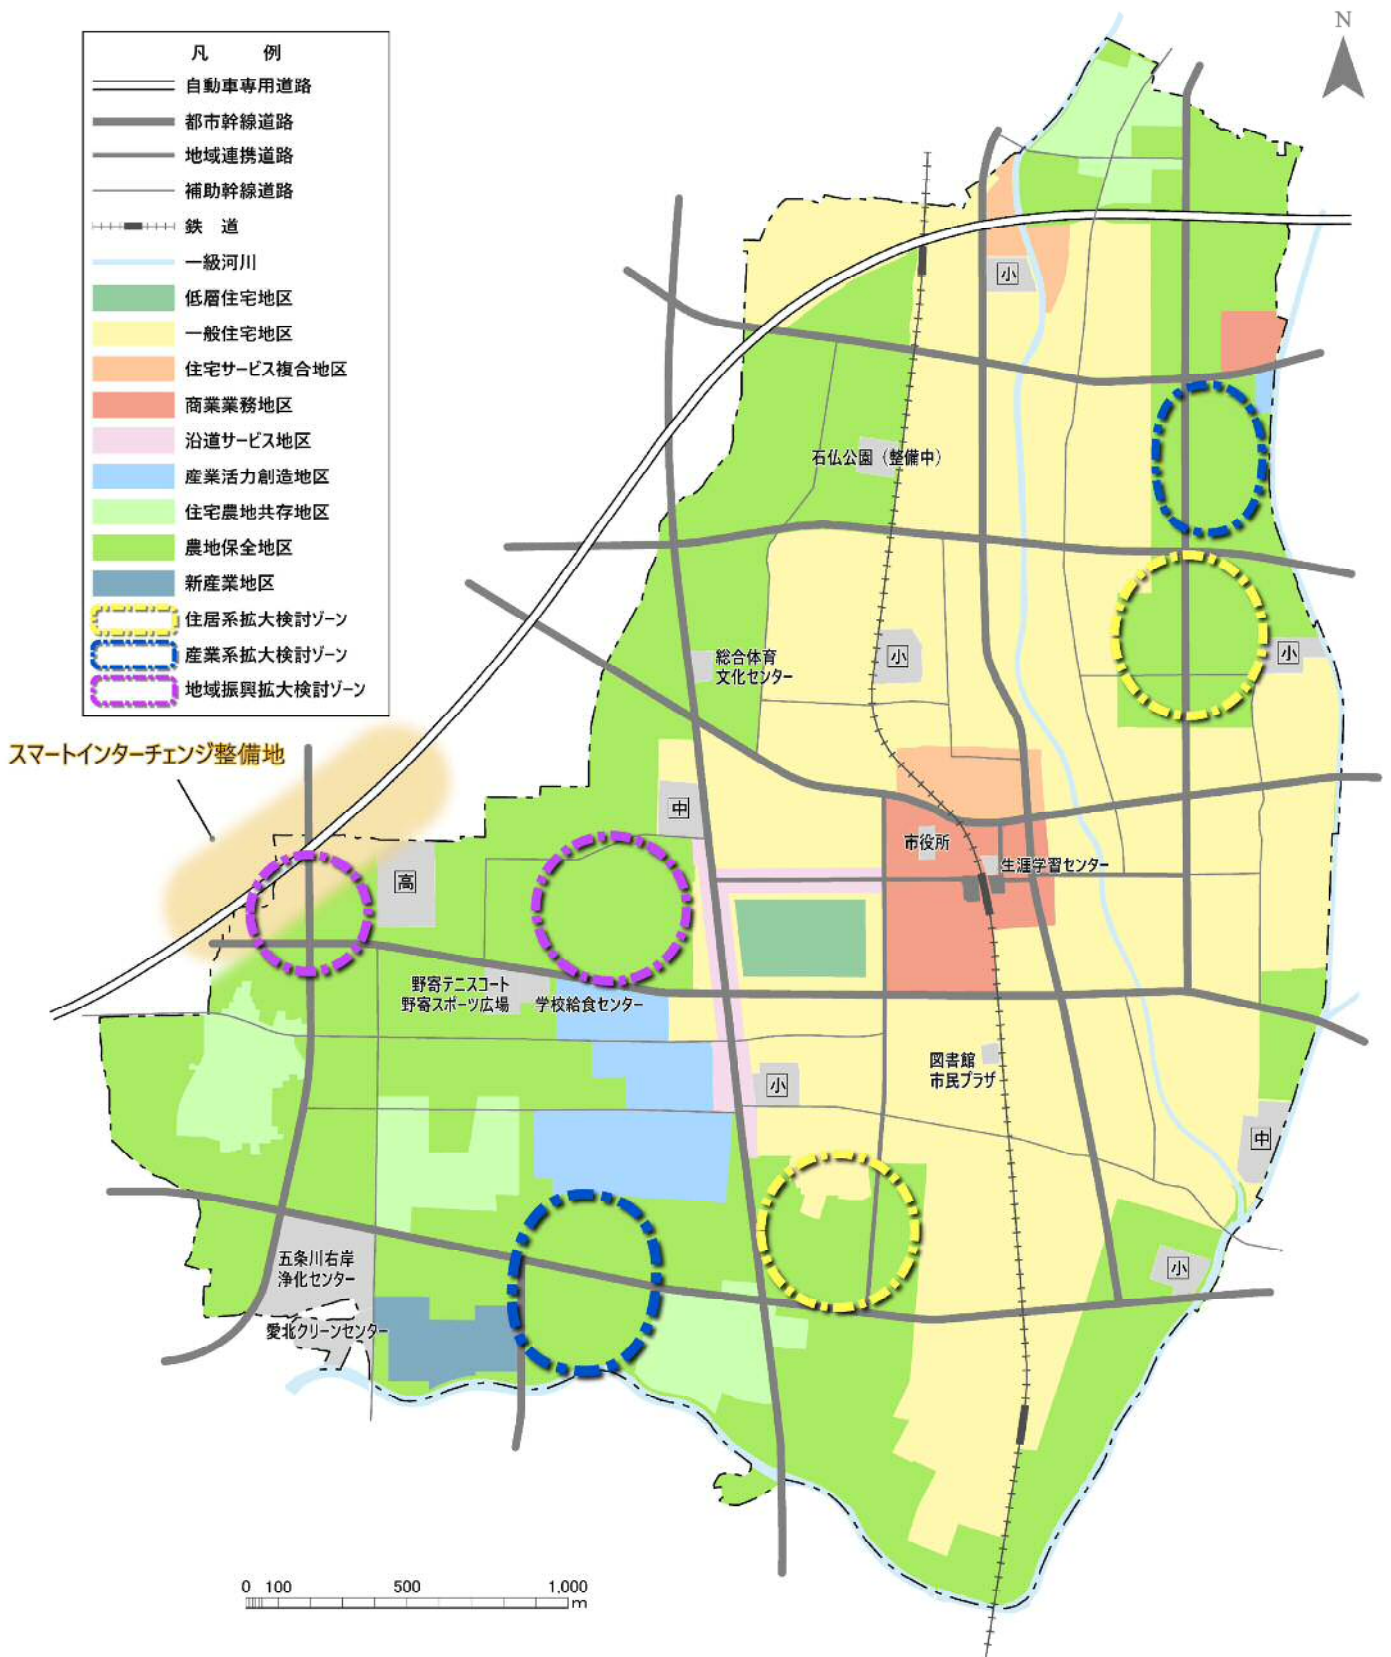 N
凡　例
自動車専用道路
都市幹線道路
地域連携道路
補助幹線道路
鉄　道
一級河川
低層住宅地区
一般住宅地区
住宅サービス複合地区
商業業務地区
沿道サービス地区
産業活力創造地区
住宅農地共存地区
農地保全地区
新産業地区
住居系拡大検討ゾーン
産業系拡大検討ゾーン
地域振興拡大検討ゾーン
小
石仏公園（整備中）
小
総合体育
文化センター
小
スマートインターチェンジ整備地
中
市役所
生涯学習センター
高
野寄テニスコート
野寄スポーツ広場
学校給食センター
図書館
市民プラザ
小
中
五条川右岸
浄化センター
小
愛北クリーンセンター
0 100 500 1,000
m